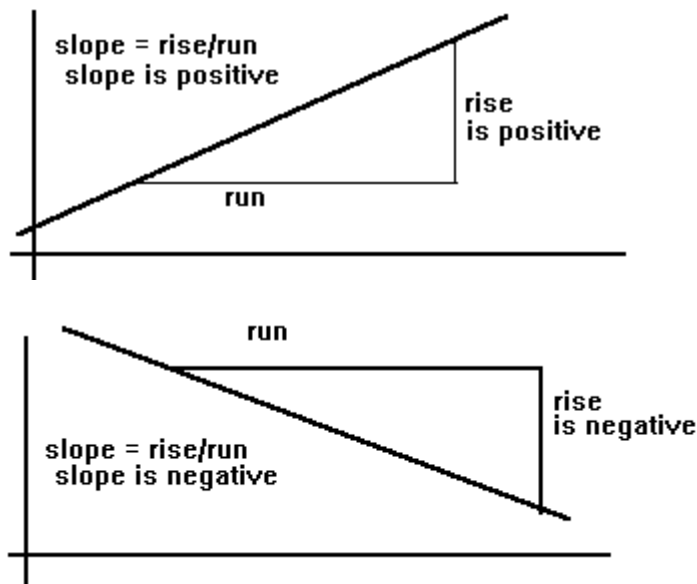 slope = rise/run
slope is positive
rise
is positive
run
run
rise
is negative
slope = rise/run
slope is negative